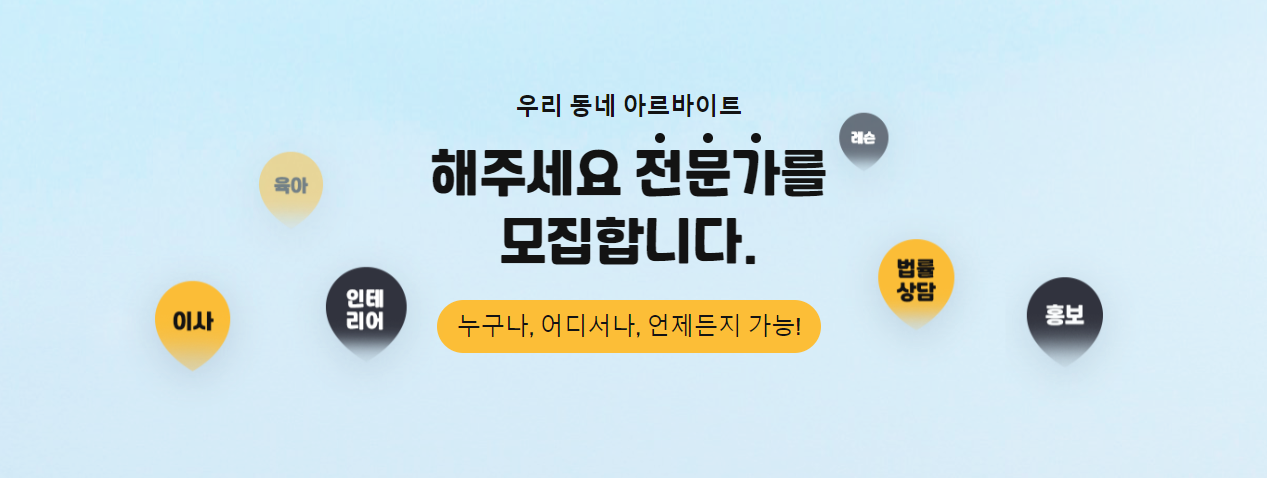 우리 동네 아르바이트
해주세요 전문가를
모집합니다.
누구나, 어디서나, 언제든지 가능!
육아
이사
인테
리어
레슨
법률
상담
홍보